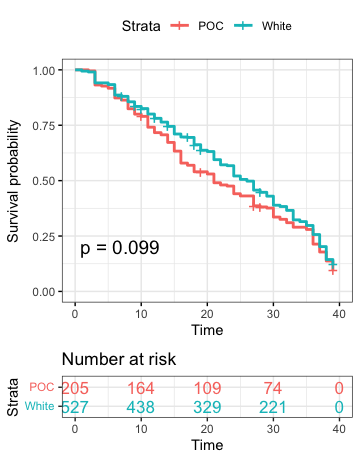 Strata POC White
Survival probability
1.00
0.75
0.50
0.25
0.00
p = 0.099
0 10 20 30 40
Time
Number at risk
Strata
POC 205 164 109 74 0
White 527 438 329 221 0
0 10 20 30 40
Time